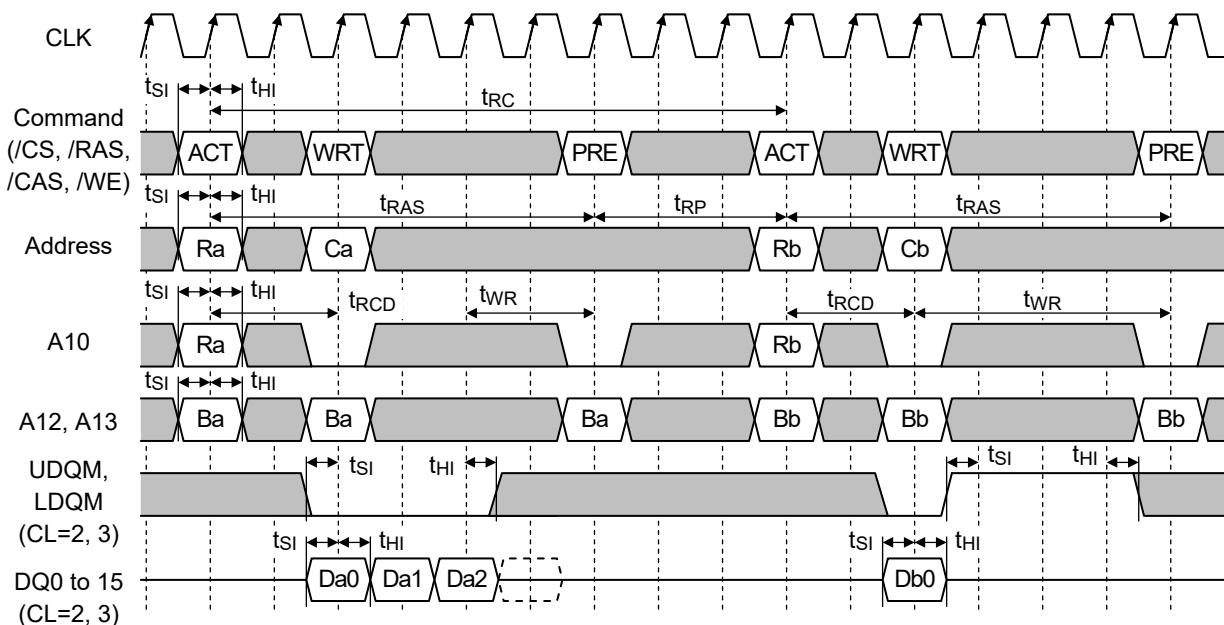 CLK
tSI tHI
tRC
Command
(/CS, /RAS,
/CAS, /WE)
ACT WRT PRE ACT WRT PRE
tSI tHI
tRAS tRP tRAS
Address
Ra Ca Rb Cb
tSI tHI
tRCD tWR tRCD tWR
A10
Ra Rb
tSI tHI
A12, A13
Ba Ba Ba Bb Bb Bb
UDQM,
LDQM
(CL=2, 3)
tSI tHI tSI tHI
tSI tHI tSI tHI
DQ0 to 15
(CL=2, 3)
Da0 Da1 Da2 Db0